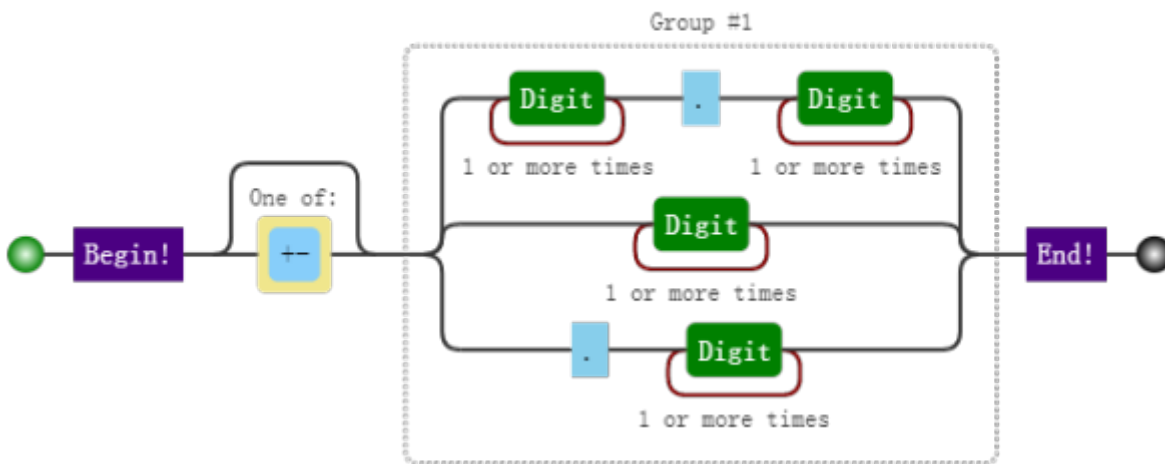 Group #1
Digit . Digit
1 or more times 1 or more times
One of:
Digit
Begin! +- End!
1 or more times
. Digit
1 or more times